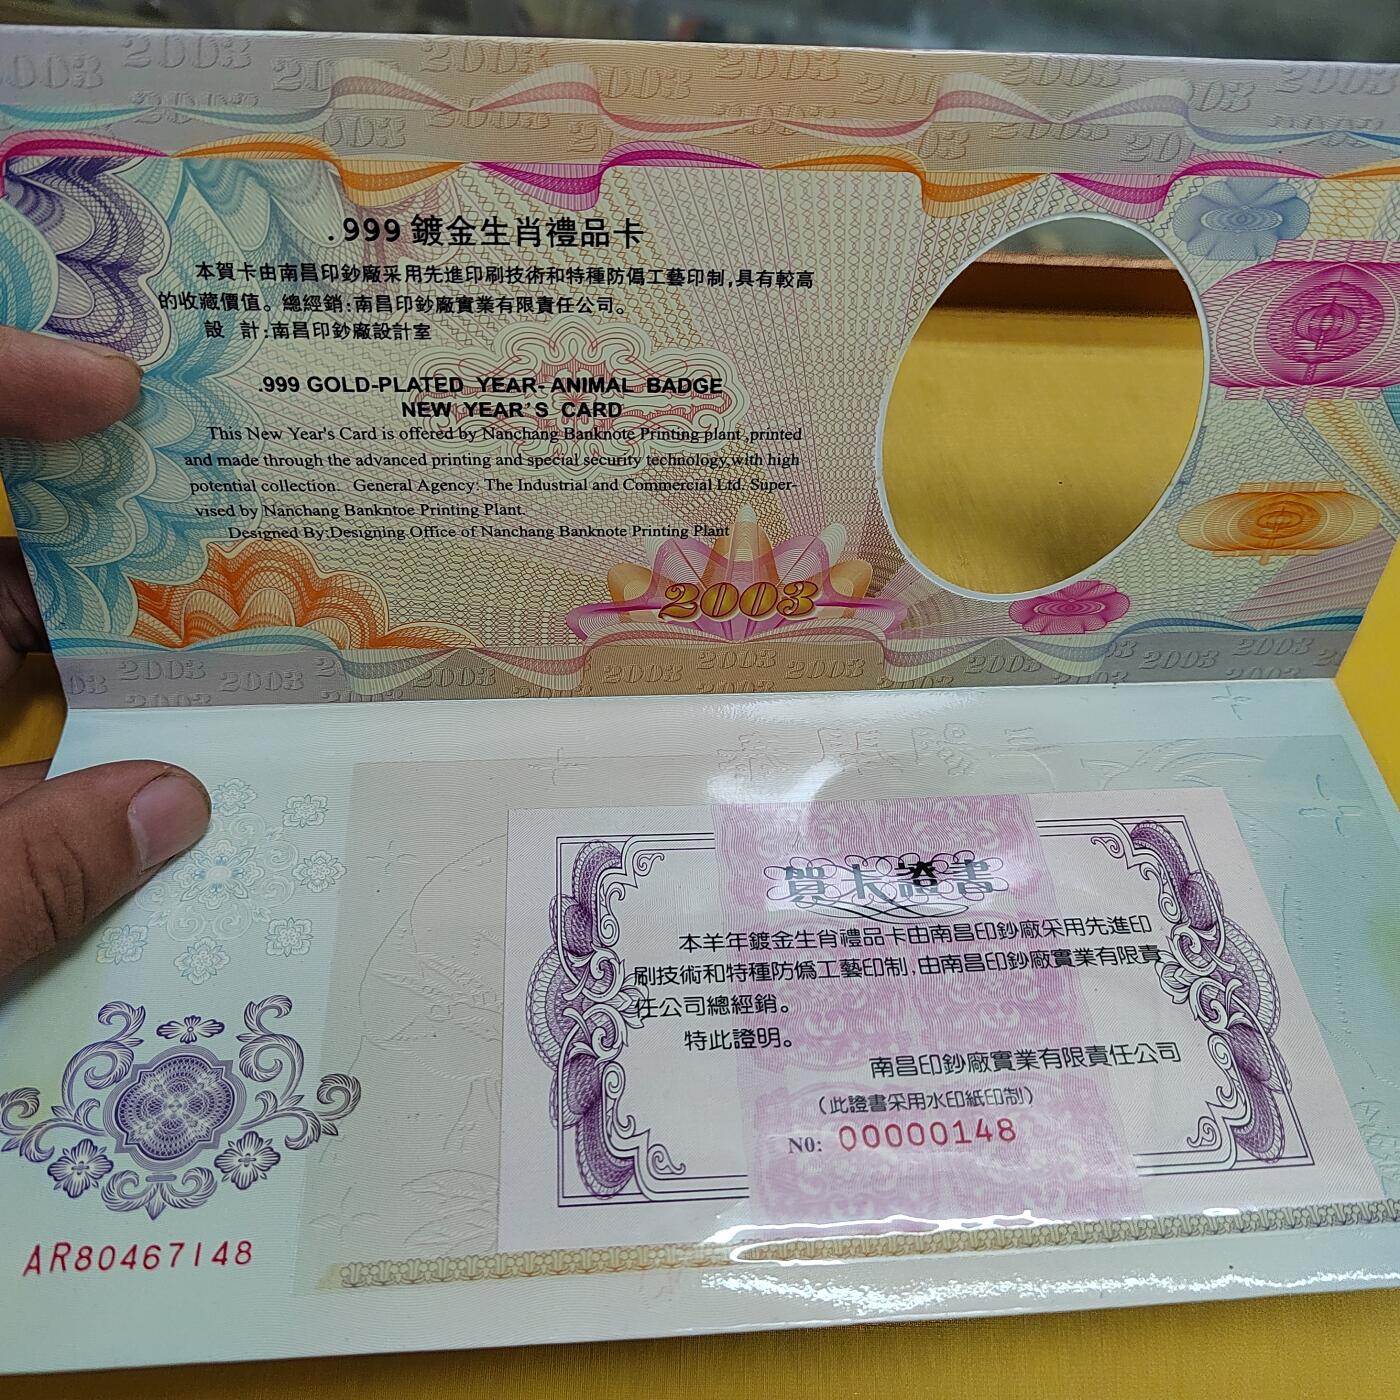 .999 鍍金生肖禮品卡
本賀卡由南昌印鈔廠采用先進印刷技術和特種防僞工藝印制,具有較高
的收藏價值。總經銷:南昌印鈔廠實業有限責任公司。
設 計:南昌印鈔廠設計室
.999 GOLD-PLATED YEAR-ANIMAL BADGE
NEW YEAR'S CARD
This New Year's Card is offered by Nanchang Banknote Printing plant ,printed
and made through the advanced printing and special security technology,with high
potential collection. General Agency: The Industrial and Commercial Ltd. Super-
vised by Nanchang Bankntoe Printing Plant.
Designed By:Designing Office of Nanchang Banknote Printing Plant
2003
三陽開泰
賀卡證書
本羊年鍍金生肖禮品卡由南昌印鈔廠采用先進印
刷技術和特種防僞工藝印制,由南昌印鈔廠實業有限責
任公司總經銷。
特此證明。
南昌印鈔廠實業有限責任公司
(此證書采用水印紙印制)
N0: 00000148
AR80467148